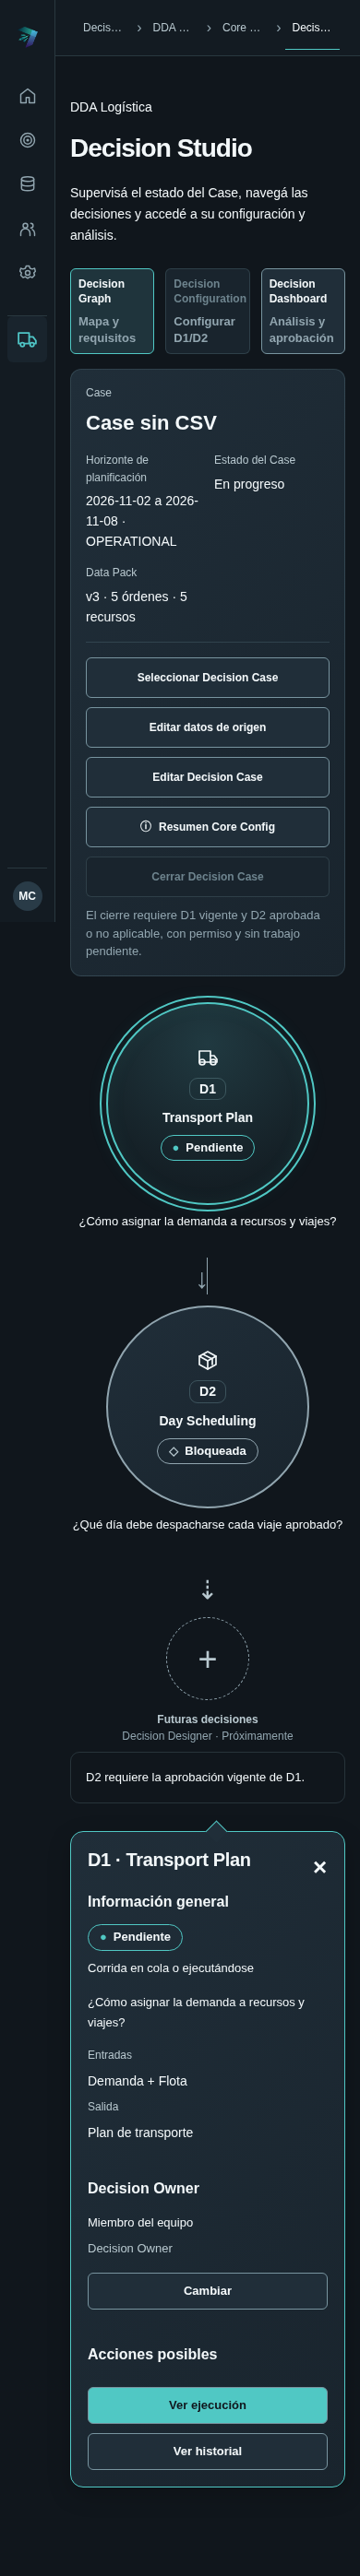 Decis… › DDA … › Core … › Decis…
DDA Logística
Decision Studio
Supervisá el estado del Case, navegá las
decisiones y accedé a su configuración y
análisis.
Decision
Graph
Mapa y
requisitos
Decision
Configuration
Configurar
D1/D2
Decision
Dashboard
Análisis y
aprobación
Case
Case sin CSV
Horizonte de
planificación
2026-11-02 a 2026-
11-08 ·
OPERATIONAL
Estado del Case
En progreso
Data Pack
v3 · 5 órdenes · 5
recursos
Seleccionar Decision Case
Editar datos de origen
Editar Decision Case
Resumen Core Config
Cerrar Decision Case
El cierre requiere D1 vigente y D2 aprobada
o no aplicable, con permiso y sin trabajo
pendiente.
MC
D1
Transport Plan
Pendiente
¿Cómo asignar la demanda a recursos y viajes?
D2
Day Scheduling
Bloqueada
¿Qué día debe despacharse cada viaje aprobado?
Futuras decisiones
Decision Designer · Próximamente
D2 requiere la aprobación vigente de D1.
D1 · Transport Plan
Información general
Pendiente
Corrida en cola o ejecutándose
¿Cómo asignar la demanda a recursos y
viajes?
Entradas
Demanda + Flota
Salida
Plan de transporte
Decision Owner
Miembro del equipo
Decision Owner
Cambiar
Acciones posibles
Ver ejecución
Ver historial